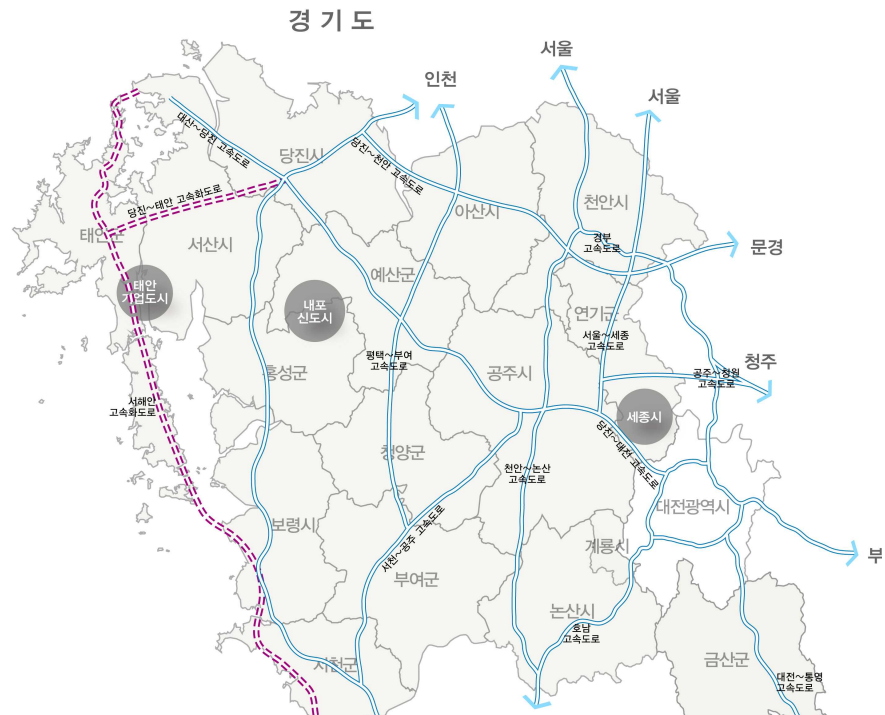 경 기 도
서울
인천
서울
대산~당진 고속도로
당진시
당진~천안 고속도로
당진~태안 고속화도로
천안시
아산시
태안군
서산시
경부
고속도로
문경
예산군
태안
기업도시
내포
신도시
연기군
서울~세종
고속도로
평택~부여
고속도로
청주
홍성군
공주시
공주~청원
고속도로
서해안
고속화도로
세종시
당진~대전 고속도로
청양군
천안~논산
고속도로
대전광역시
보령시
서천~공주 고속도로
계룡시
부
부여군
논산시
호남
고속도로
서천군
금산군
대전~통영
고속도로